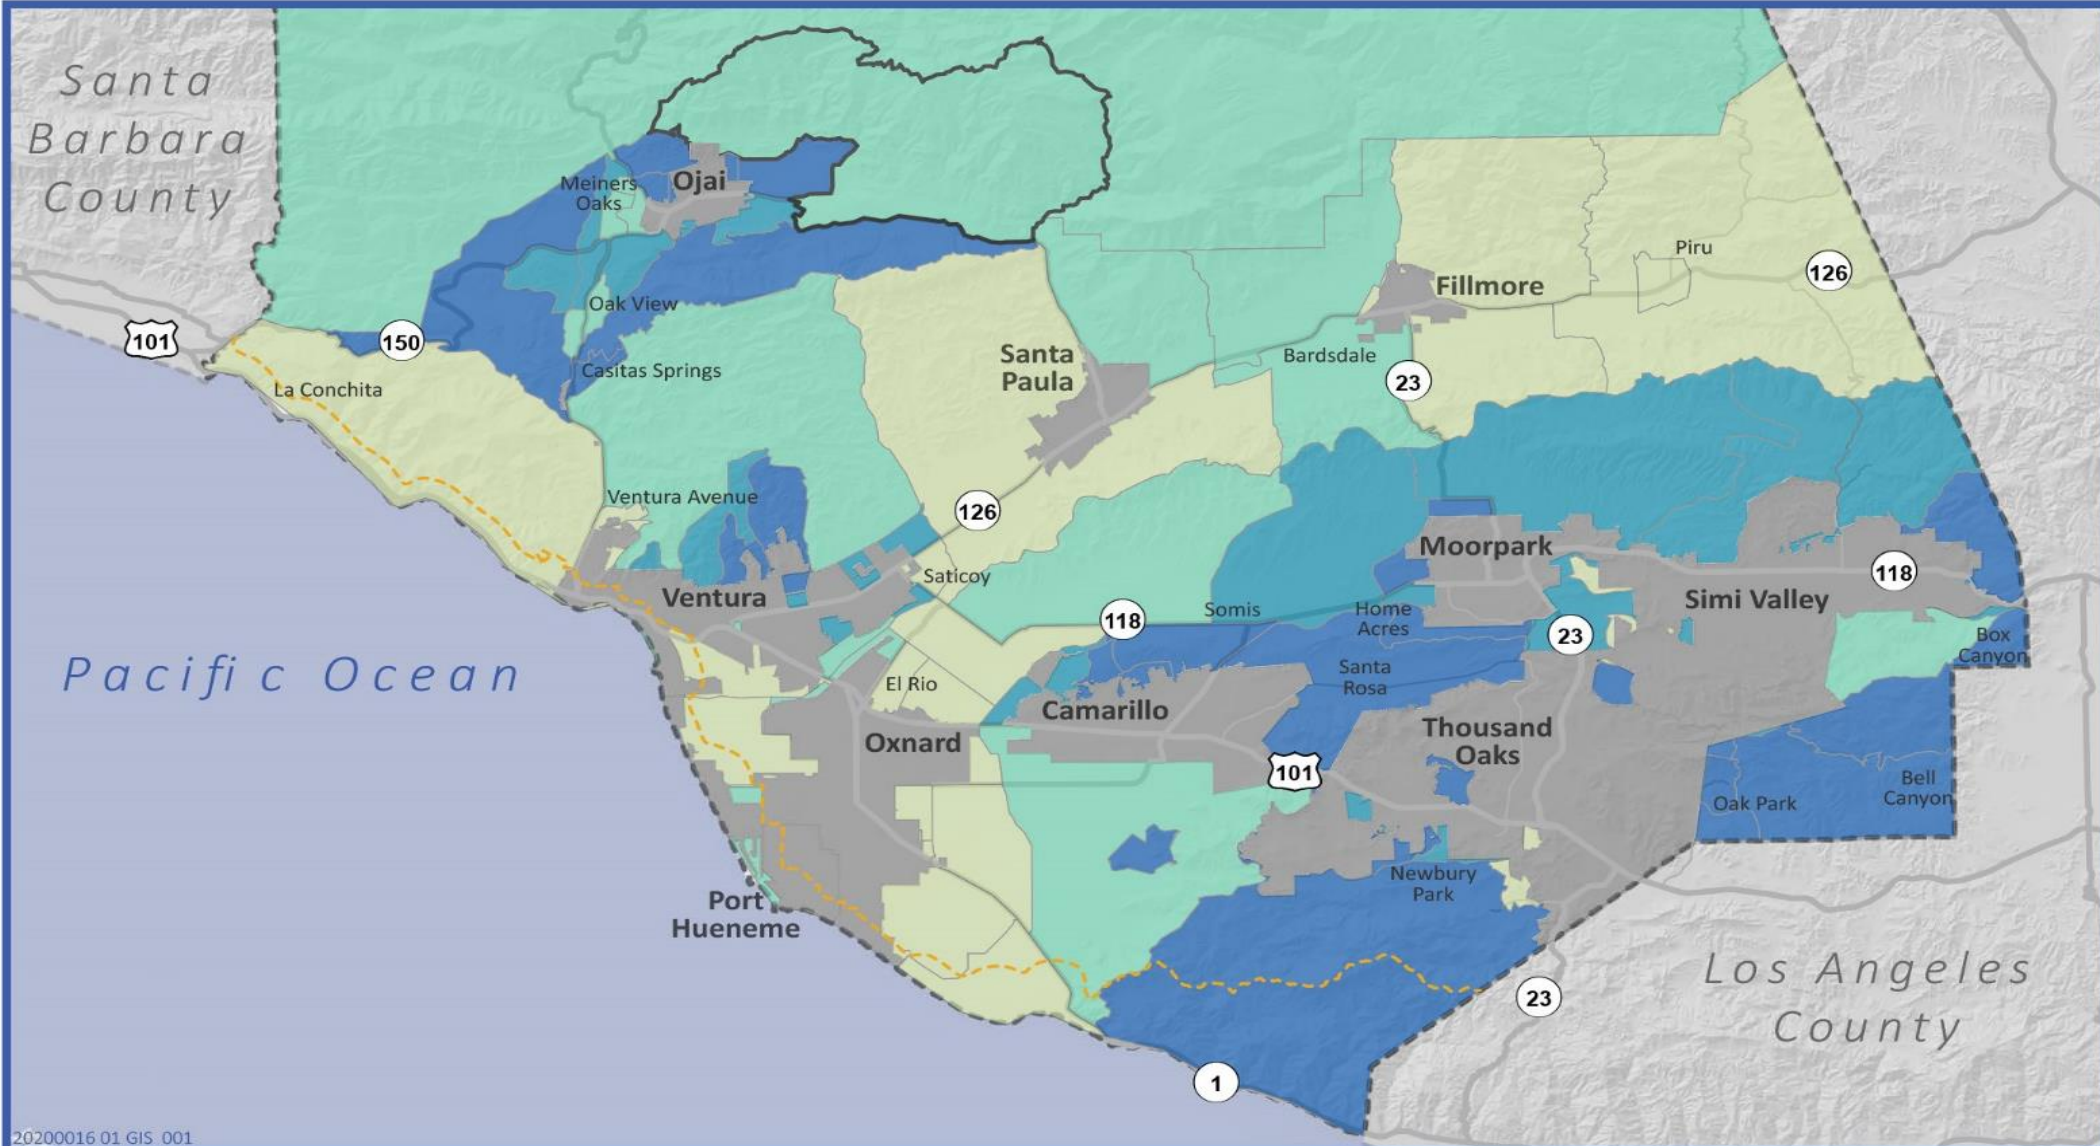 Santa
Barbara
County
Meiners
Oaks
Ojai
Piru
126
Fillmore
Oak View
101
150
Santa
Paula
Bardsdale
23
Casitas Springs
La Conchita
Ventura Avenue
126
Moorpark
118
Saticoy
Ventura
Simi Valley
118
Somis
Home
Acres
23
Box
Canyon
Pacific Ocean
Santa
Rosa
El Rio
Camarillo
Thousand
Oaks
Oxnard
101
Bell
Canyon
Oak Park
Newbury
Park
Port
Hueneme
Los Angeles
County
23
1
20200016 01 GIS 001